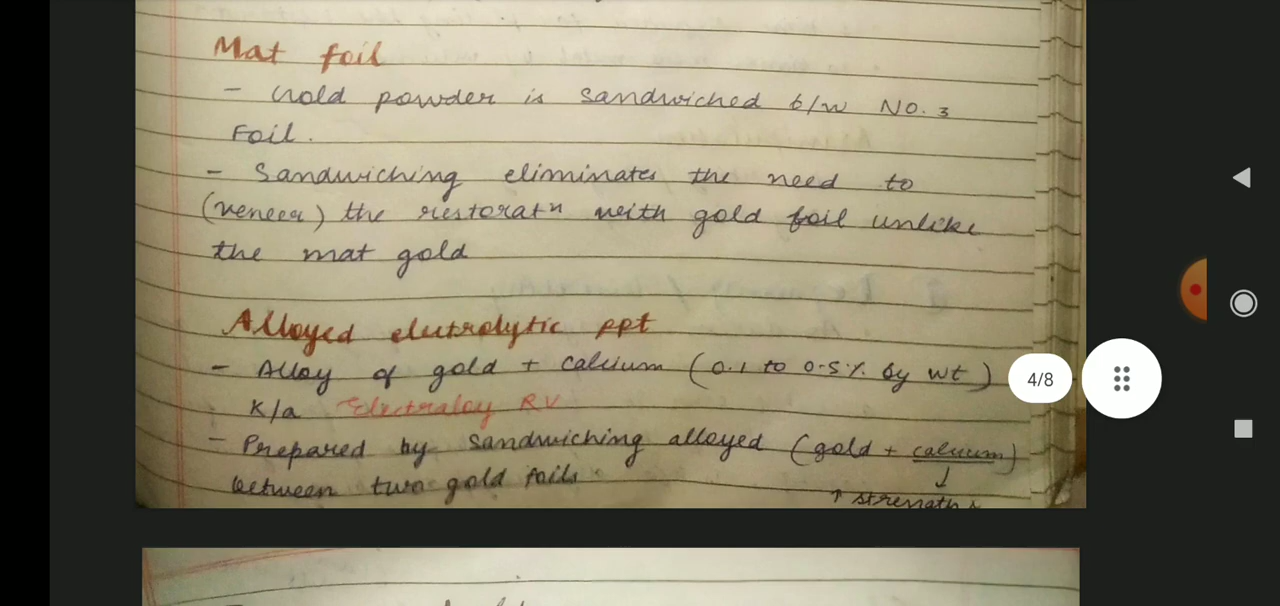 Mat foil
- Gold powder is sandwiched b/w NO. 3
Foil.
- Sandwiching eliminates the need to
(veneer) the restoratn with gold foil unlike
the mat gold
Alloyed electrolytic ppt
- Alloy of gold + calcium (0.1 to 0.5% by wt)
K/a Electraloy RV
- Prepared by sandwiching alloyed (gold + calcium)
between two gold foils
↓
↑ strength
4/8